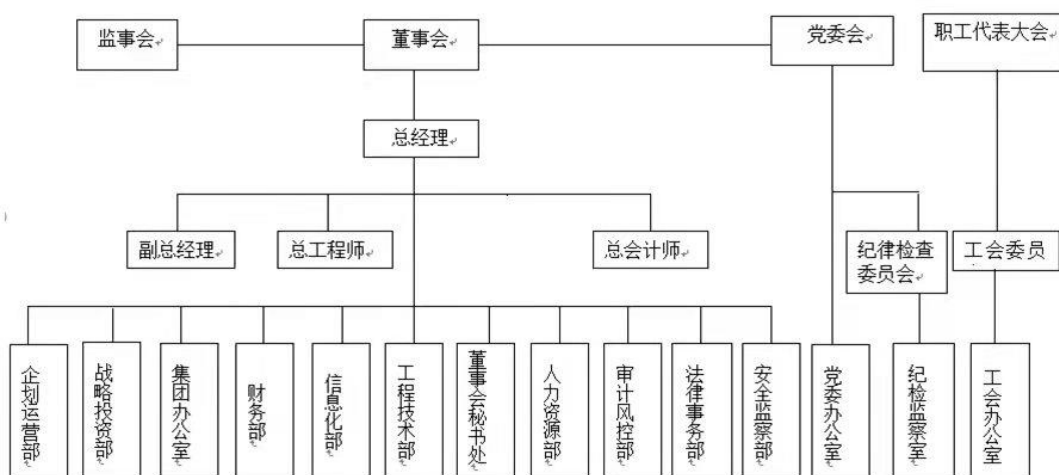 监事会
董事会
党委会
职工代表大会
总经理
副总经理
总工程师
总会计师
纪律检查
委员会
工会委员
企划运营部
战略投资部
集团办公室
财务部
信息化部
工程技术部
董事会秘书处
人力资源部
审计风控部
法律事务部
安全监察部
党委办公室
纪检监察室
工会办公室